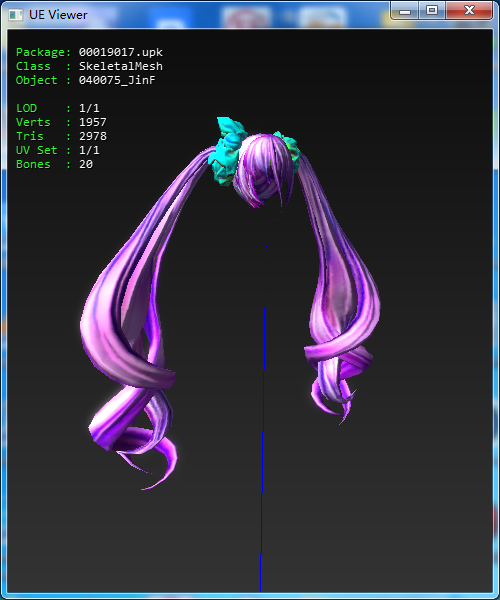 UE Viewer
Package: 00019017.upk
Class : SkeletalMesh
Object : 040075_JinF
LOD : 1/1
Verts : 1957
Tris : 2978
UV Set : 1/1
Bones : 20